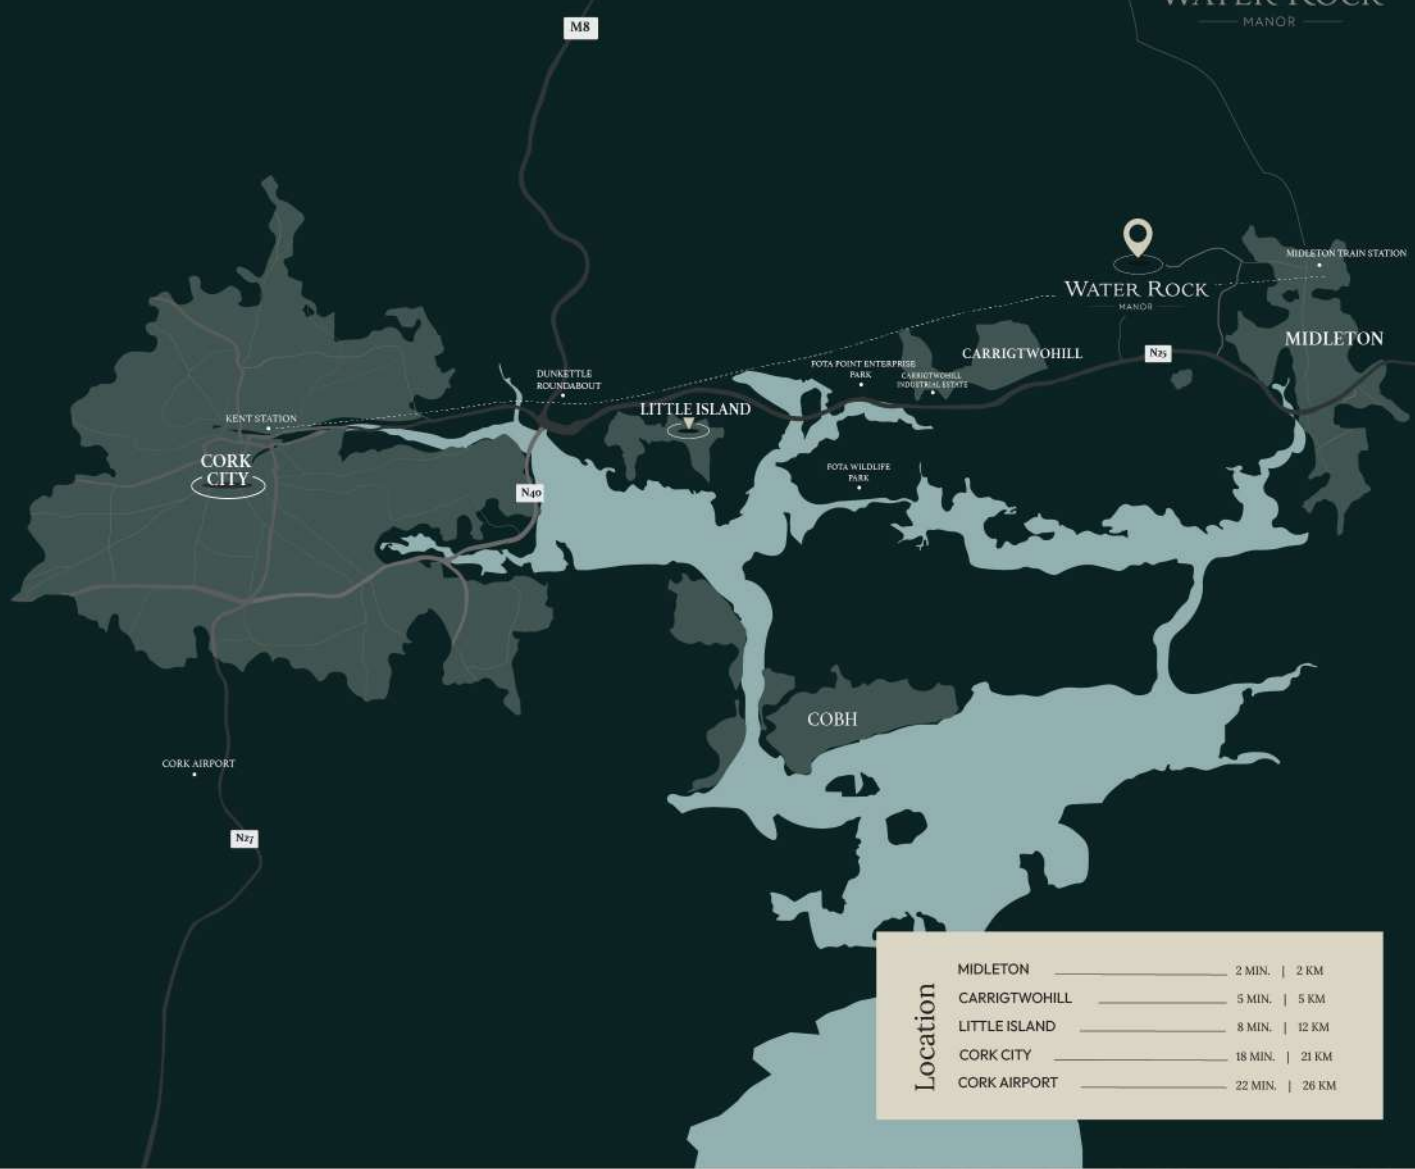 WATER ROCK
MANOR
M8
MIDLETON TRAIN STATION
WATER ROCK
MANOR
MIDLETON
N25
CARRIGTWOHILL
FOTA POINT ENTERPRISE
PARK
CARRIGTWOHILL
INDUSTRIAL ESTATE
DUNKETTLE
ROUNDABOUT
LITTLE ISLAND
KENT STATION
CORK
CITY
FOTA WILDLIFE
PARK
N40
COBH
CORK AIRPORT
N27
Location
MIDLETON 2 MIN. | 2 KM
CARRIGTWOHILL 5 MIN. | 5 KM
LITTLE ISLAND 8 MIN. | 12 KM
CORK CITY 18 MIN. | 21 KM
CORK AIRPORT 22 MIN. | 26 KM